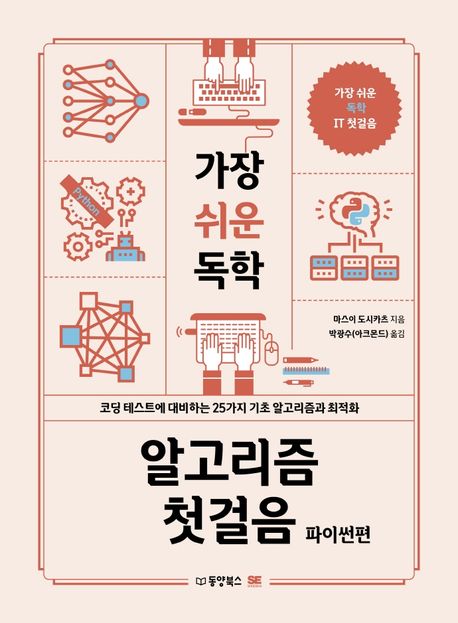 가장 쉬운
독학
IT 첫걸음
가장
쉬운
독학
Python
마스이 도시카츠 지음
박광수(아크몬드) 옮김
코딩 테스트에 대비하는 25가지 기초 알고리즘과 최적화
알고리즘
첫걸음 파이썬편
동양북스 SE